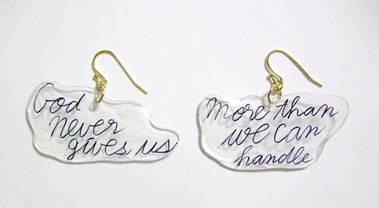 God
never
gives us
more than
we can
handle